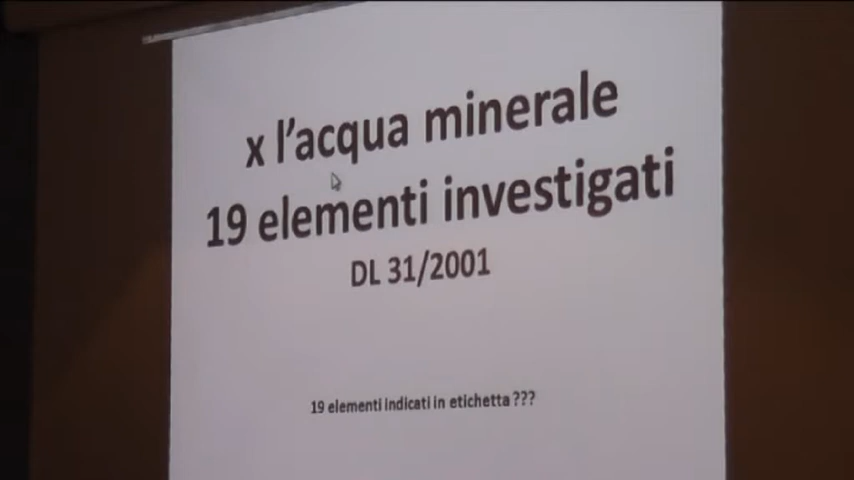 x l'acqua minerale
19 elementi investigati
DL 31/2001
19 elementi indicati in etichetta ???